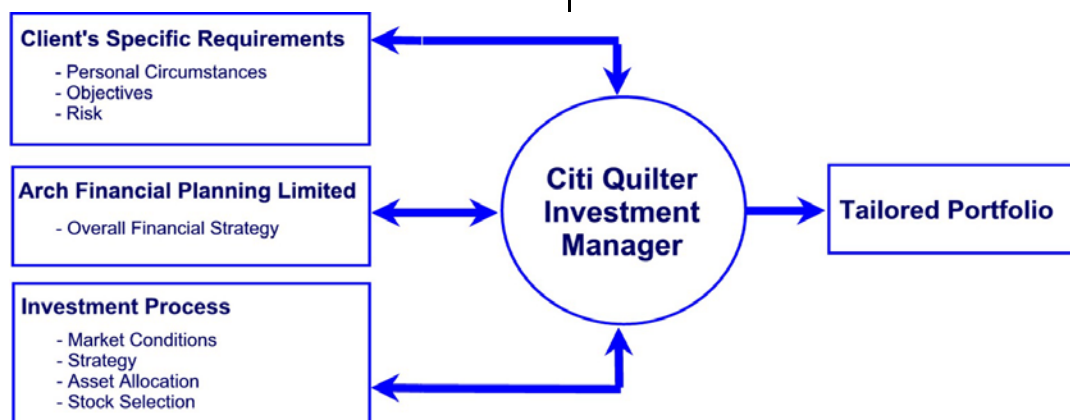 Client's Specific Requirements
- Personal Circumstances
- Objectives
- Risk
Arch Financial Planning Limited
- Overall Financial Strategy
Investment Process
- Market Conditions
- Strategy
- Asset Allocation
- Stock Selection
Citi Quilter
Investment
Manager
Tailored Portfolio